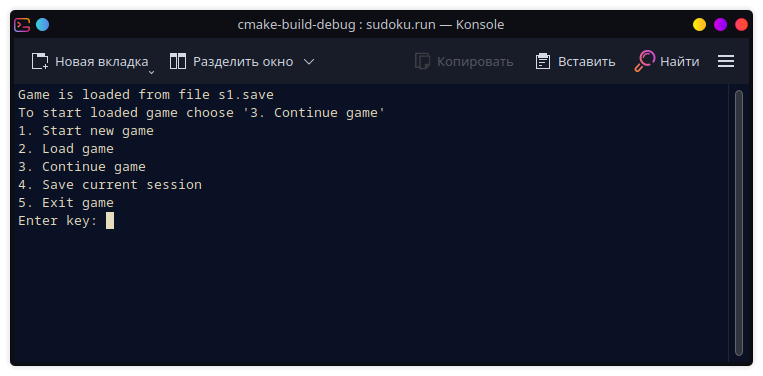 cmake-build-debug : sudoku.run — Konsole
Новая вкладка
Разделить окно
Копировать
Вставить
Найти
Game is loaded from file s1.save
To start loaded game choose '3. Continue game'
1. Start new game
2. Load game
3. Continue game
4. Save current session
5. Exit game
Enter key: